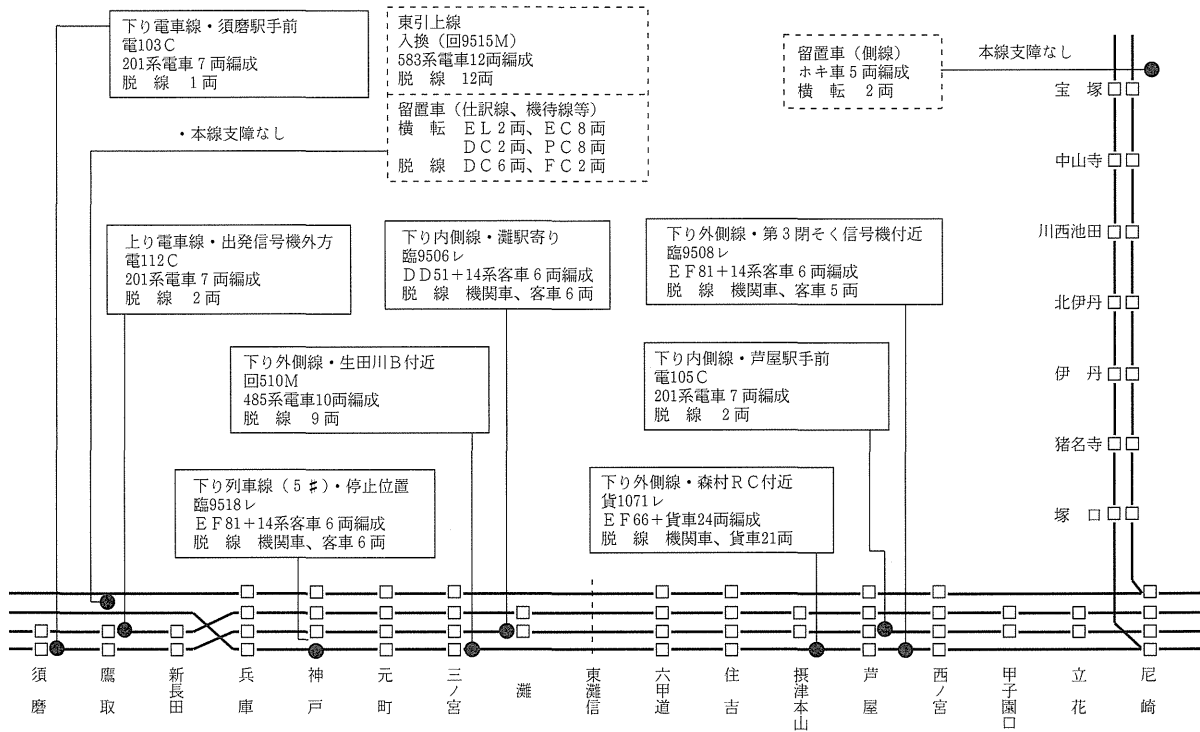 下り電車線・須磨駅手前
電103C
201系電車7両編成
脱 線 1両
東引上線
入換(回9515M)
583系電車12両編成
脱 線 12両
留置車(仕訳線、機待線等)
横 転 EL2両、EC8両
DC2両、PC8両
脱 線 DC6両、FC2両
・本線支障なし
留置車(側線)
ホキ車5両編成
横 転 2両
本線支障なし
上り電車線・出発信号機外方
電112C
201系電車7両編成
脱 線 2両
下り内側線・灘駅寄り
臨9506レ
DD51+14系客車6両編成
脱 線 機関車、客車6両
下り外側線・第3閉そく信号機付近
臨9508レ
EF81+14系客車6両編成
脱 線 機関車、客車5両
下り外側線・生田川B付近
回510M
485系電車10両編成
脱 線 9両
下り内側線・芦屋駅手前
電105C
201系電車7両編成
脱 線 2両
下り列車線(5♯)・停止位置
臨9518レ
EF81+14系客車6両編成
脱 線 機関車、客車6両
下り外側線・森村RC付近
貨1071レ
EF66+貨車24両編成
脱 線 機関車、貨車21両
宝 塚
中山寺
川西池田
北伊丹
伊 丹
猪名寺
塚 口
須磨
鷹取
新長田
兵庫
神戸
元町
三ノ宮
灘
東灘信
六甲道
住吉
摂津本山
芦屋
西ノ宮
甲子園口
立花
尼崎